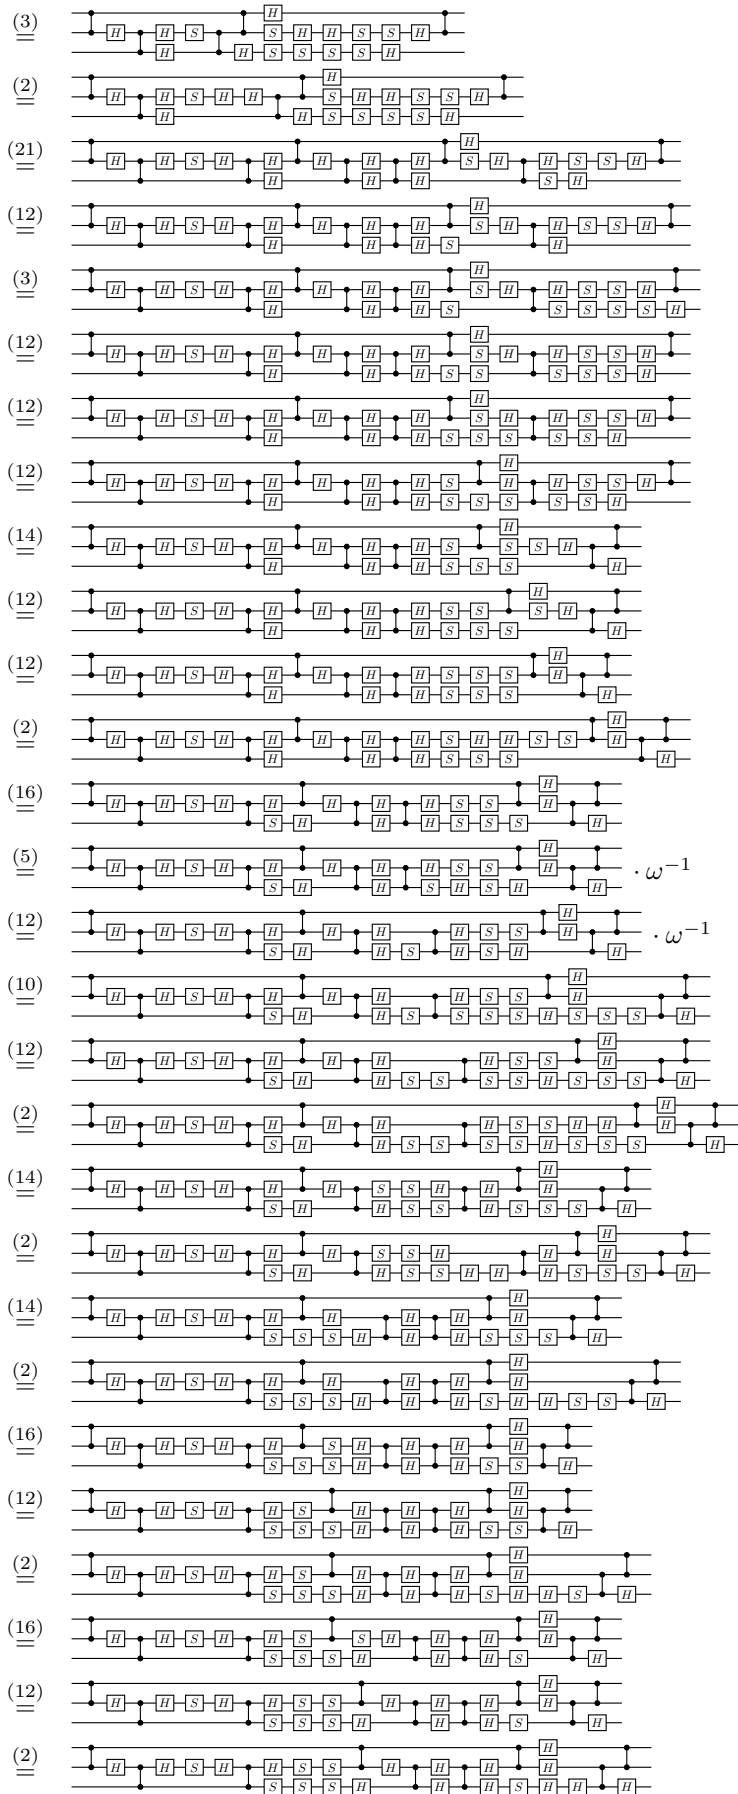 H
(3) = H H S S H H S S H
H H S S S S H
H
(2) = H H S H H S H H S S H
H H S S S S H
H
(21) = H H S H H H H H S H H S S H
H H H S H
H
(12) = H H S H H H H H S H H S S H
H H H S H
H
(3) = H H S H H H H H S H H S S H
H H H S S S S S H
H
(12) = H H S H H H H H S H H S S H
H H H S S S S S H
H
(12) = H H S H H H H H S H H S S H
H H H S S S S S H
H
(12) = H H S H H H H H S H H S S H
H H H S S S S S H
H
(14) = H H S H H H H H S S S H
H H H S S S H
H
(12) = H H S H H H H H S S S H
H H H S S S H
H
(12) = H H S H H H H H S S S H
H H H S S S H
H
(2) = H H S H H H H H S H H S S H
H H H S S S H
H
(16) = H H S H H H H H S S H
S H H H S S S H
H
(5) = H H S H H H H H S S H · ω⁻¹
S H H S H S H H
H
(12) = H H S H H H H H S S H · ω⁻¹
S H H S H S H H
H
(10) = H H S H H H H H S S H
S H H S S S S H S S S H
H
(12) = H H S H H H H H S S H
S H H S S S S H S S S H
H
(2) = H H S H H H H H S S H H H
S H H S S S S H S S S H
H
(14) = H H S H H H S S H H H
S H H S S H S S S H
H
(2) = H H S H H H S S H H H
S H H S S H H H S S S H
H
(14) = H H S H H H H H H
S S S H H H S S S H
H
(2) = H H S H H H H H H
S S S H H H S H H S S H
H
(16) = H H S H H S H H H H
S S S H H H S S H
H
(12) = H H S H H S H H H H
S S S H H H S S H
H
(2) = H H S H H S H H H H
S S S H H H S H H S H
H
(16) = H H S H H S S H H H H
S S S H H H S H
H
(12) = H H S H H S S H H H H
S S S H H H S H
H
(2) = H H S H H S S H H H H
S S S H H H S H H H